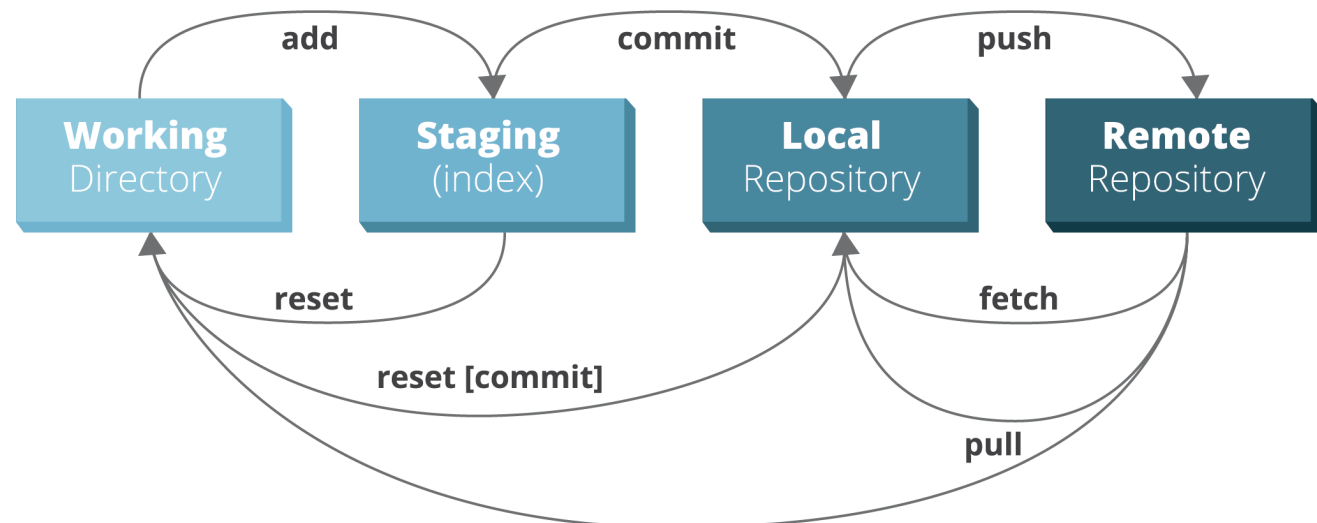 add
commit
push
Working
Directory
Staging
(index)
Local
Repository
Remote
Repository
reset
fetch
reset [commit]
pull